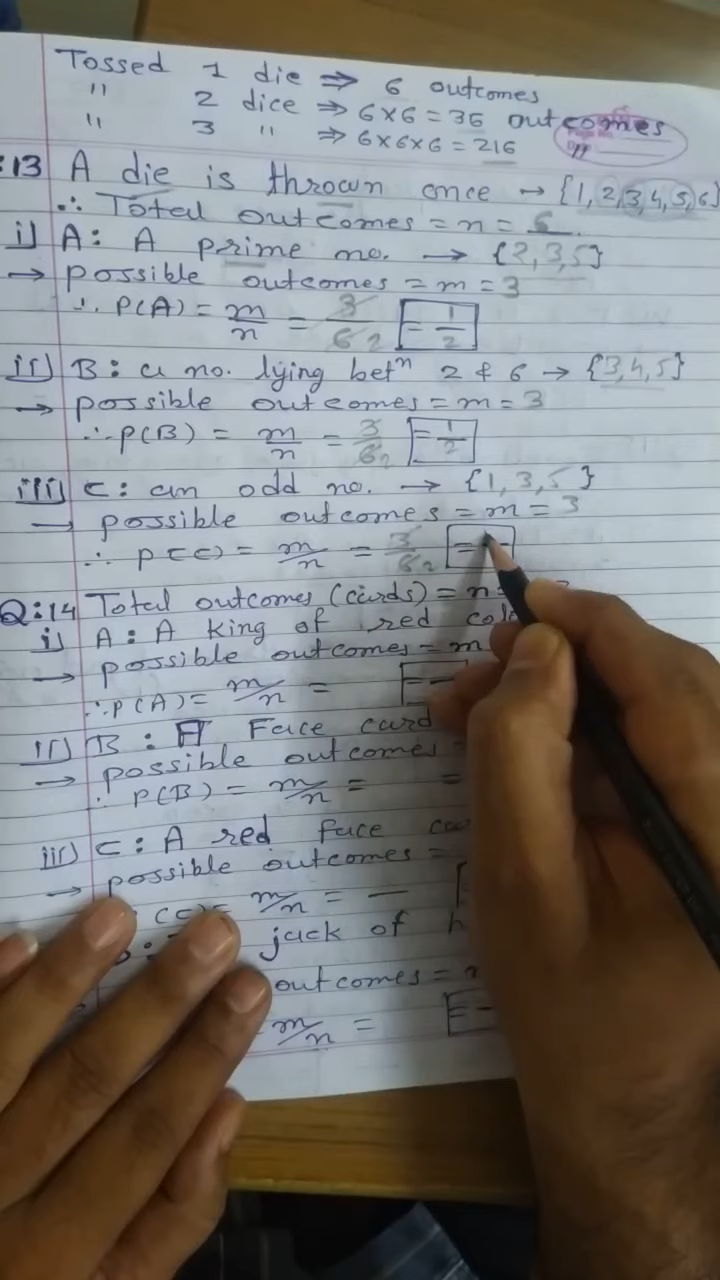 Tossed 1 die ⇒ 6 outcomes
" 2 dice ⇒ 6×6 = 36 outcomes
" 3 " ⇒ 6×6×6 = 216 "
:13 A die is thrown once → {1, 2, 3, 4, 5, 6}
∴ Total outcomes = n = 6
i) A: A prime no. → {2, 3, 5}
→ possible outcomes = m = 3
∴ P(A) = m/n = 3/6 2 = 1/2
ii) B: a no. lying betⁿ 2 & 6 → {3, 4, 5}
→ possible outcomes = m = 3
∴ P(B) = m/n = 3/6 2 = 1/2
iii) C: an odd no. → {1, 3, 5}
→ possible outcomes = m = 3
∴ P(C) = m/n = 3/6 2 =
Q:14 Total outcomes (cards) = n
i) A: A king of red
→ possible outcomes = m
∴ P(A) = m/n = =
ii) B: A Face card
→ possible outcomes
∴ P(B) = m/n = =
iii) C: A red face
→ possible outcomes =
(C) = m/n = —
jack of
outcomes =
m/n = =